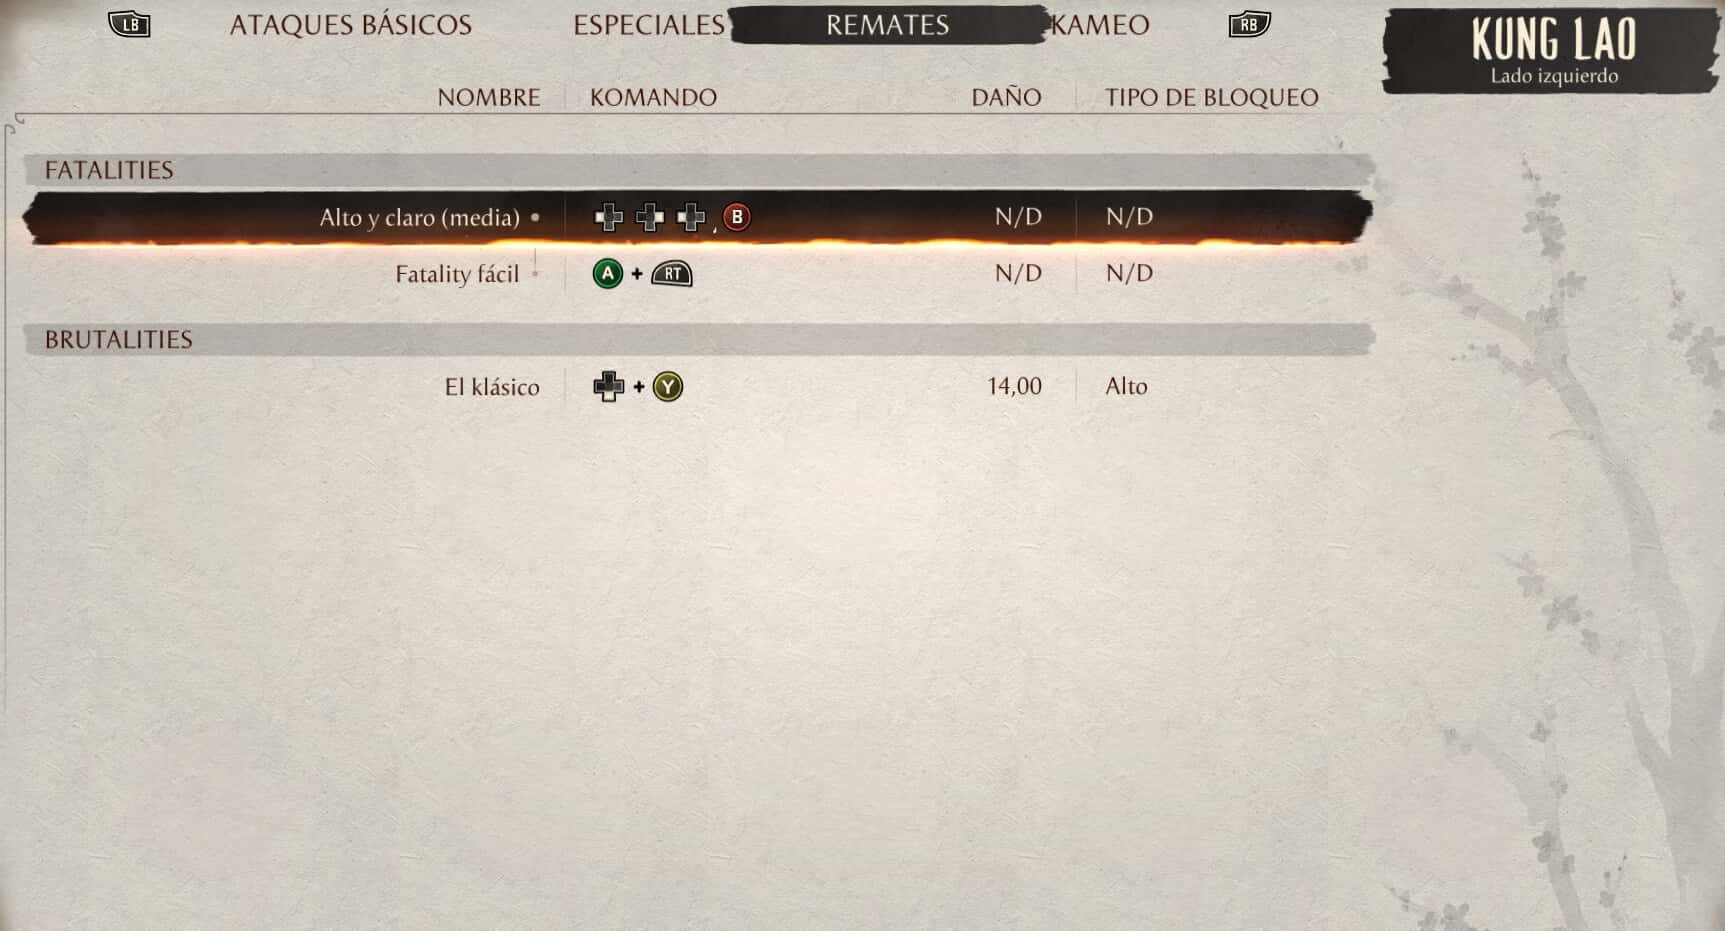 LB ATAQUES BÁSICOS ESPECIALES REMATES KAMEO RB
KUNG LAO
Lado izquierdo
NOMBRE KOMANDO DAÑO TIPO DE BLOQUEO
FATALITIES
Alto y claro (media) , B N/D N/D
Fatality fácil A + RT N/D N/D
BRUTALITIES
El klásico + Y 14,00 Alto